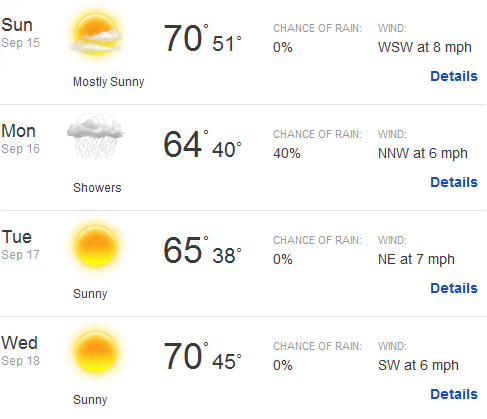 Sun
Sep 15
Mostly Sunny
70° 51°
CHANCE OF RAIN:
0%
WIND:
WSW at 8 mph
Details
Mon
Sep 16
Showers
64° 40°
CHANCE OF RAIN:
40%
WIND:
NNW at 6 mph
Details
Tue
Sep 17
Sunny
65° 38°
CHANCE OF RAIN:
0%
WIND:
NE at 7 mph
Details
Wed
Sep 18
Sunny
70° 45°
CHANCE OF RAIN:
0%
WIND:
SW at 6 mph
Details